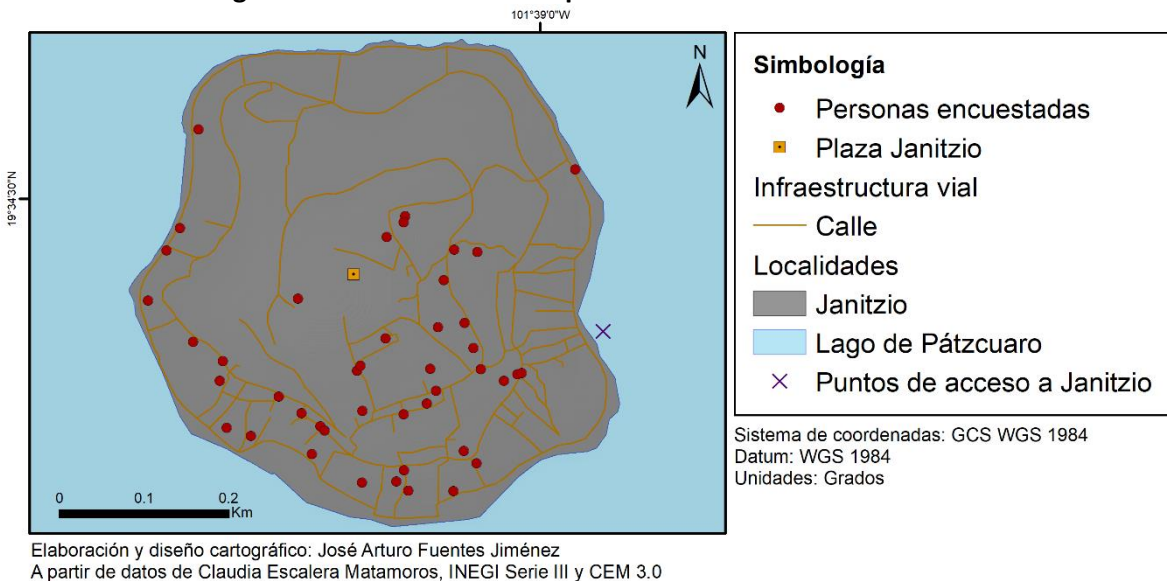 101°39'0"W
19°34'30"N
N
0 0.1 0.2
Km
Simbología
Personas encuestadas
Plaza Janitzio
Infraestructura vial
Calle
Localidades
Janitzio
Lago de Pátzcuaro
Puntos de acceso a Janitzio
Sistema de coordenadas: GCS WGS 1984
Datum: WGS 1984
Unidades: Grados
Elaboración y diseño cartográfico: José Arturo Fuentes Jiménez
A partir de datos de Claudia Escalera Matamoros, INEGI Serie III y CEM 3.0